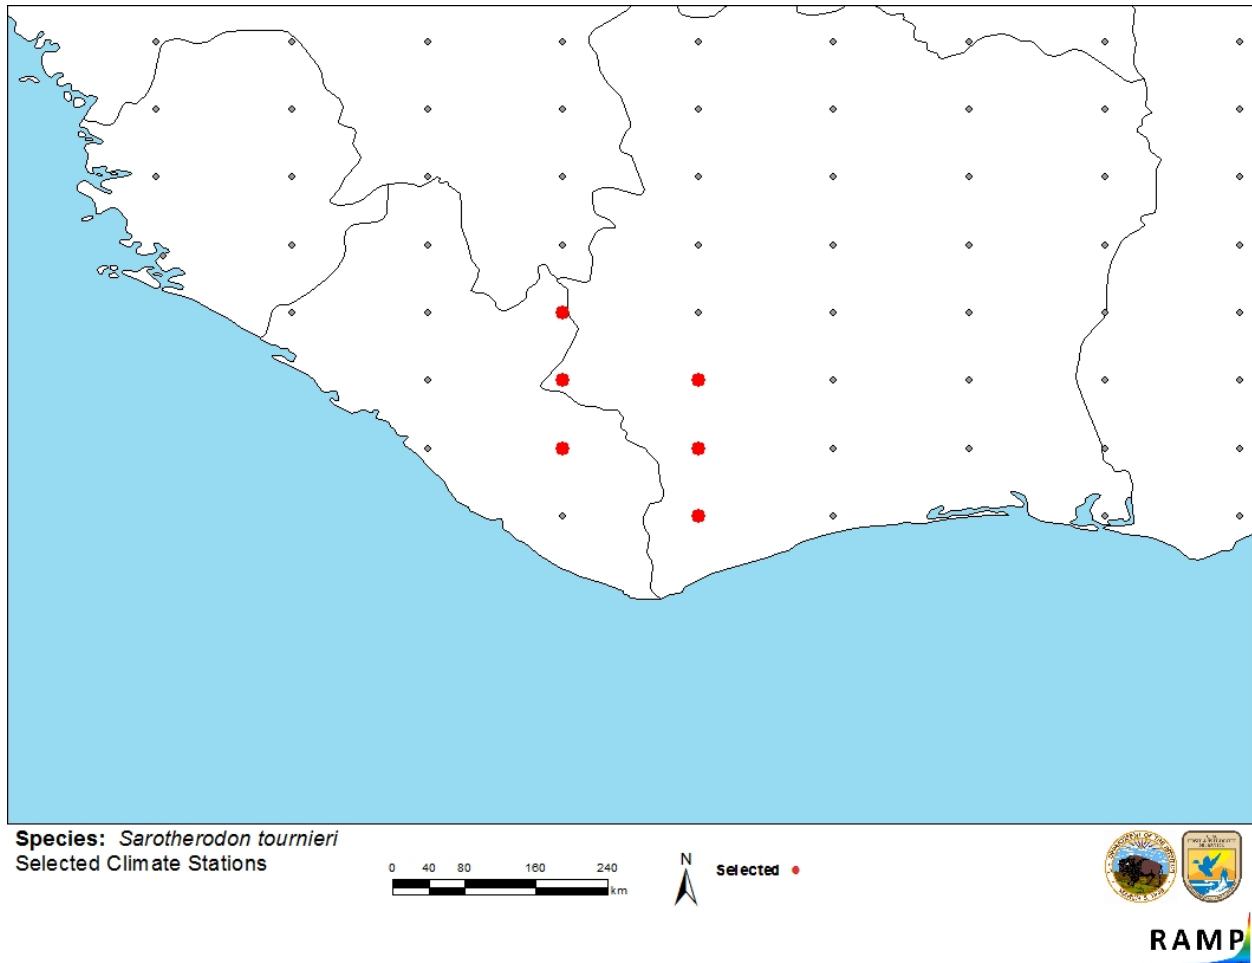 Species: Sarotherodon tournieri
Selected Climate Stations
0 40 80 160 240
km
N
Selected
RAMP